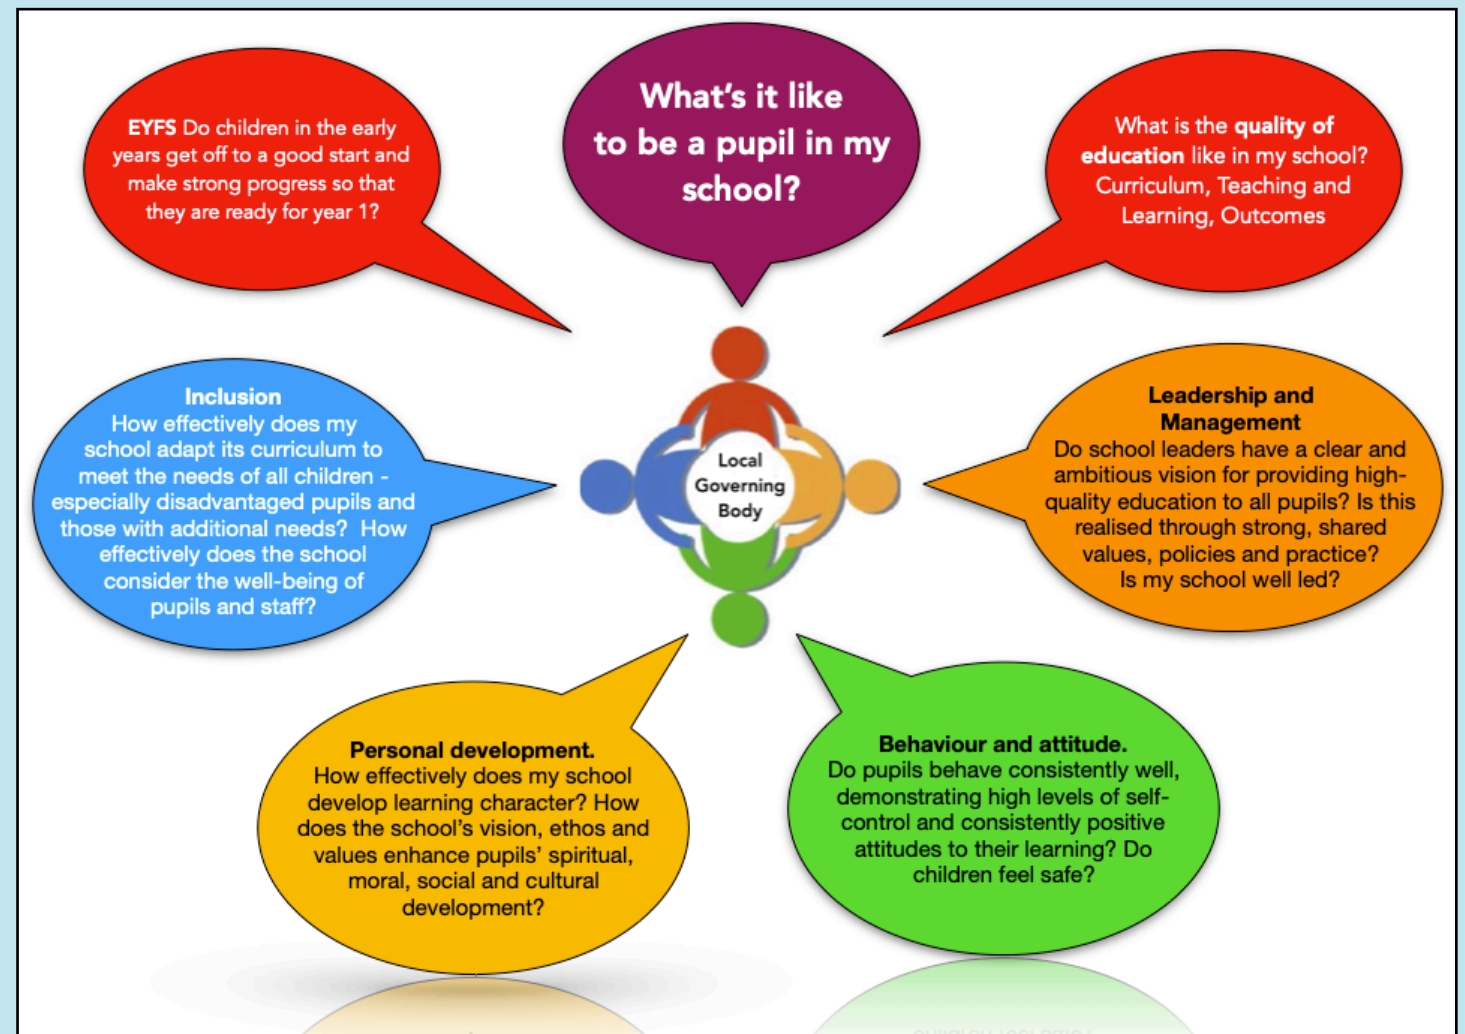 What's it like
to be a pupil in my
school?
EYFS Do children in the early
years get off to a good start and
make strong progress so that
they are ready for year 1?
What is the quality of
education like in my school?
Curriculum, Teaching and
Learning, Outcomes
Inclusion
How effectively does my
school adapt its curriculum to
meet the needs of all children -
especially disadvantaged pupils and
those with additional needs? How
effectively does the school
consider the well-being of
pupils and staff?
Local
Governing
Body
Leadership and
Management
Do school leaders have a clear and
ambitious vision for providing high-
quality education to all pupils? Is this
realised through strong, shared
values, policies and practice?
Is my school well led?
Personal development.
How effectively does my school
develop learning character? How
does the school's vision, ethos and
values enhance pupils' spiritual,
moral, social and cultural
development?
Behaviour and attitude.
Do pupils behave consistently well,
demonstrating high levels of self-
control and consistently positive
attitudes to their learning? Do
children feel safe?